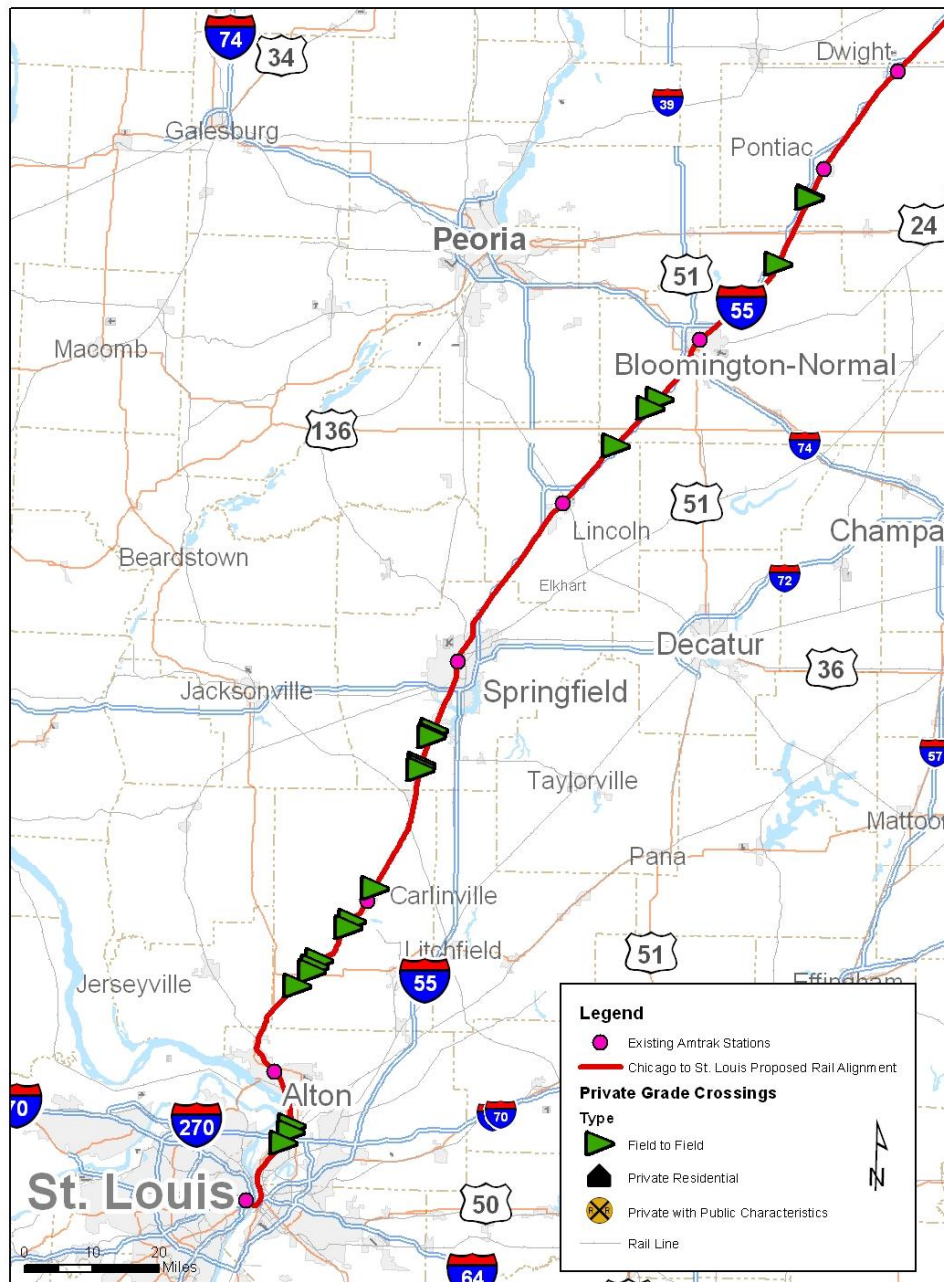 74
34
Dwight
39
Galesburg
Pontiac
24
Peoria
51
55
Macomb
Bloomington-Normal
136
74
51
Lincoln
Champa
Beardstown
Elkhart
72
Decatur
36
Jacksonville
Springfield
57
Taylorville
Mattoon
Pana
Carlinville
51
Litchfield
55
Jerseyville
Effingham
Alton
70
270
70
St. Louis
50
64
0 10 20
Miles
Legend
Existing Amtrak Stations
Chicago to St. Louis Proposed Rail Alignment
Private Grade Crossings
Type
Field to Field
Private Residential
R R
Private with Public Characteristics
Rail Line
N